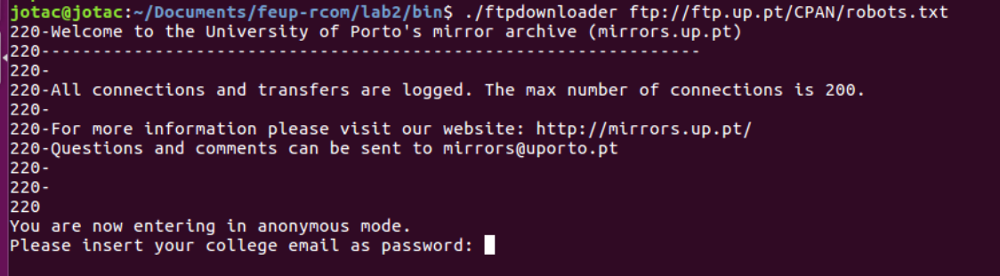 jotac@jotac:~/Documents/feup-rcom/lab2/bin$ ./ftpdownloader ftp://ftp.up.pt/CPAN/robots.txt
220-Welcome to the University of Porto's mirror archive (mirrors.up.pt)
220----------------------------------------------------------------
220-
220-All connections and transfers are logged. The max number of connections is 200.
220-
220-For more information please visit our website: http://mirrors.up.pt/
220-Questions and comments can be sent to mirrors@uporto.pt
220-
220-
220
You are now entering in anonymous mode.
Please insert your college email as password: